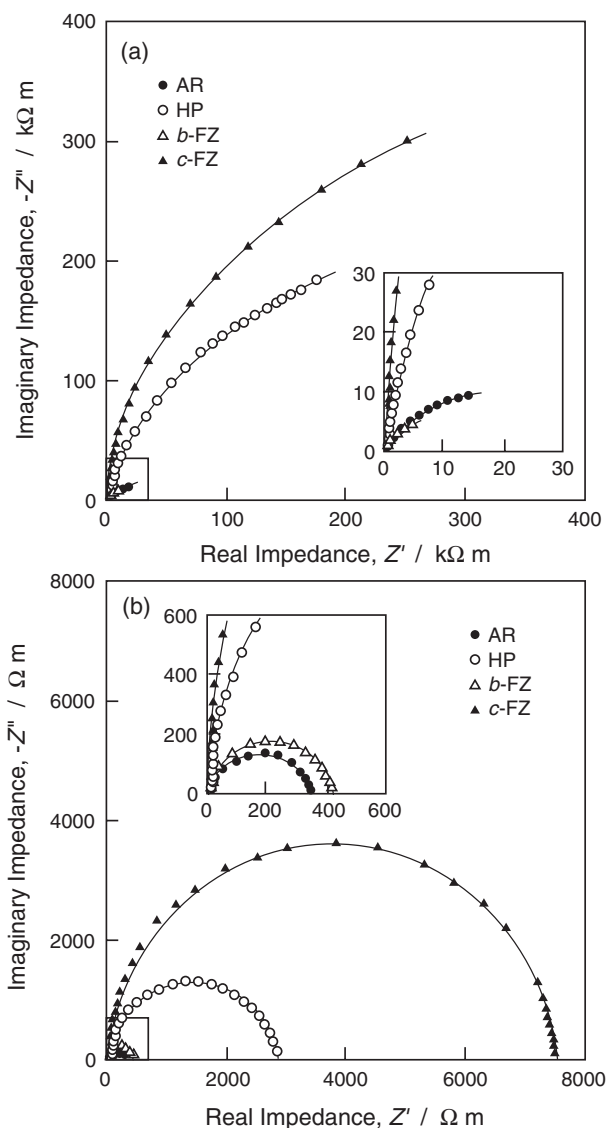 400
300
200
100
0
Imaginary Impedance, -Z" / kΩ m
(a)
AR
HP
b-FZ
c-FZ
30
20
10
0
0 10 20 30
0 100 200 300 400
Real Impedance, Z' / kΩ m
8000
6000
4000
2000
0
Imaginary Impedance, -Z" / Ω m
(b)
600
400
200
0
0 200 400 600
AR
HP
b-FZ
c-FZ
0 2000 4000 6000 8000
Real Impedance, Z' / Ω m